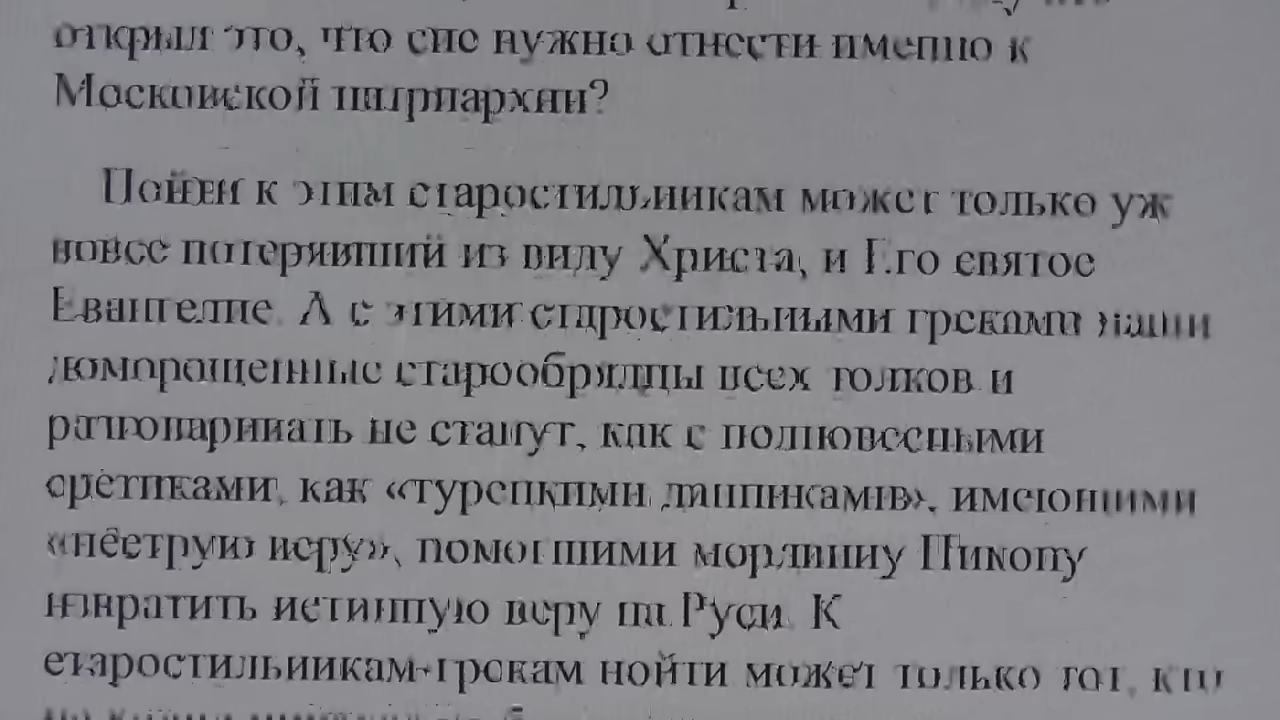 открыл это, что сие нужно отнести именно к
Московской патриархии?
Пойти к этим старостильникам может только уж
вовсе потерявший из виду Христа, и Его святое
Евангелие. А с этими старостильными греками наши
доморощенные старообрядцы всех толков и
разговаривать не станут, как с полновесными
еретиками, как «турецкими данниками», имеющими
«пёструю веру», помогшими мордвину Никону
извратить истинную веру на Руси. К
старостильникам-грекам пойти может только тот, кто